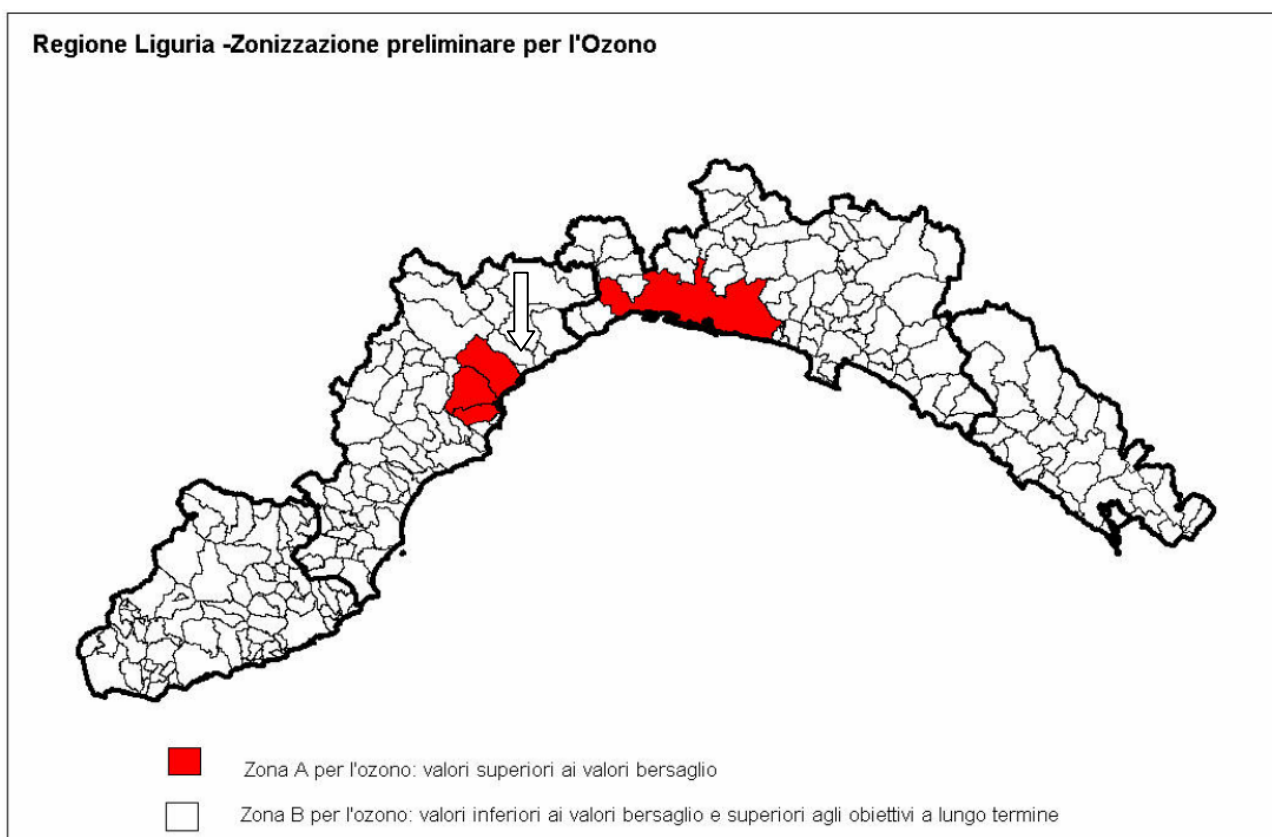 Regione Liguria -Zonizzazione preliminare per l'Ozono
Zona A per l'ozono: valori superiori ai valori bersaglio
Zona B per l'ozono: valori inferiori ai valori bersaglio e superiori agli obiettivi a lungo termine